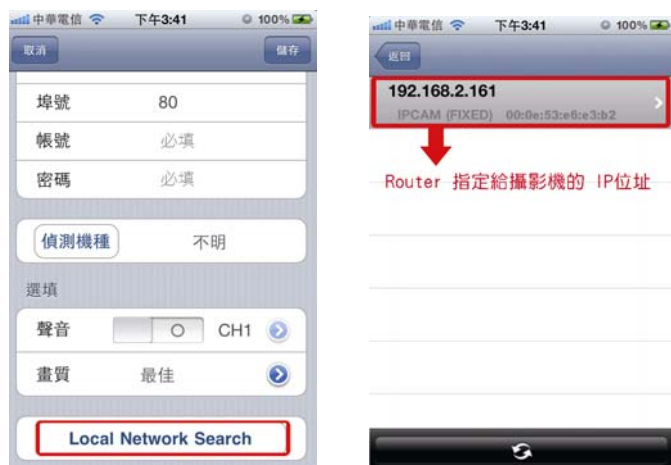 中華電信 下午3:41 100%
取消 儲存
埠號 80
帳號 必填
密碼 必填
偵測機種 不明
選填
聲音 CH1
畫質 最佳
Local Network Search
中華電信 下午3:41 100%
返回
192.168.2.161
IPCAM (FIXED) 00:0e:53:e6:e3:b2
Router 指定給攝影機的 IP位址